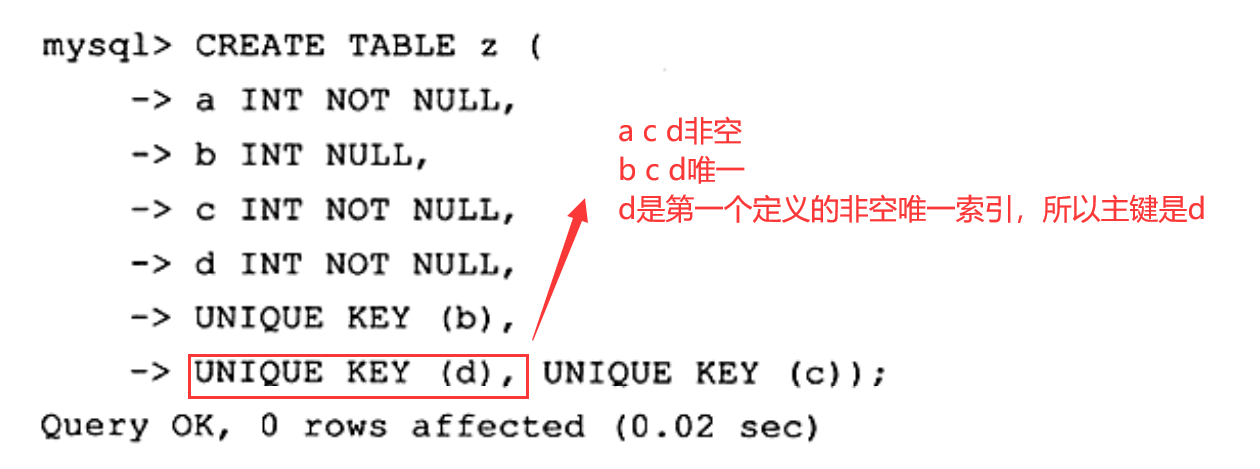 mysql> CREATE TABLE z (
-> a INT NOT NULL,
-> b INT NULL,
-> c INT NOT NULL,
-> d INT NOT NULL,
-> UNIQUE KEY (b),
-> UNIQUE KEY (d), UNIQUE KEY (c));
Query OK, 0 rows affected (0.02 sec)
a c d非空
b c d唯一
d是第一个定义的非空唯一索引，所以主键是d